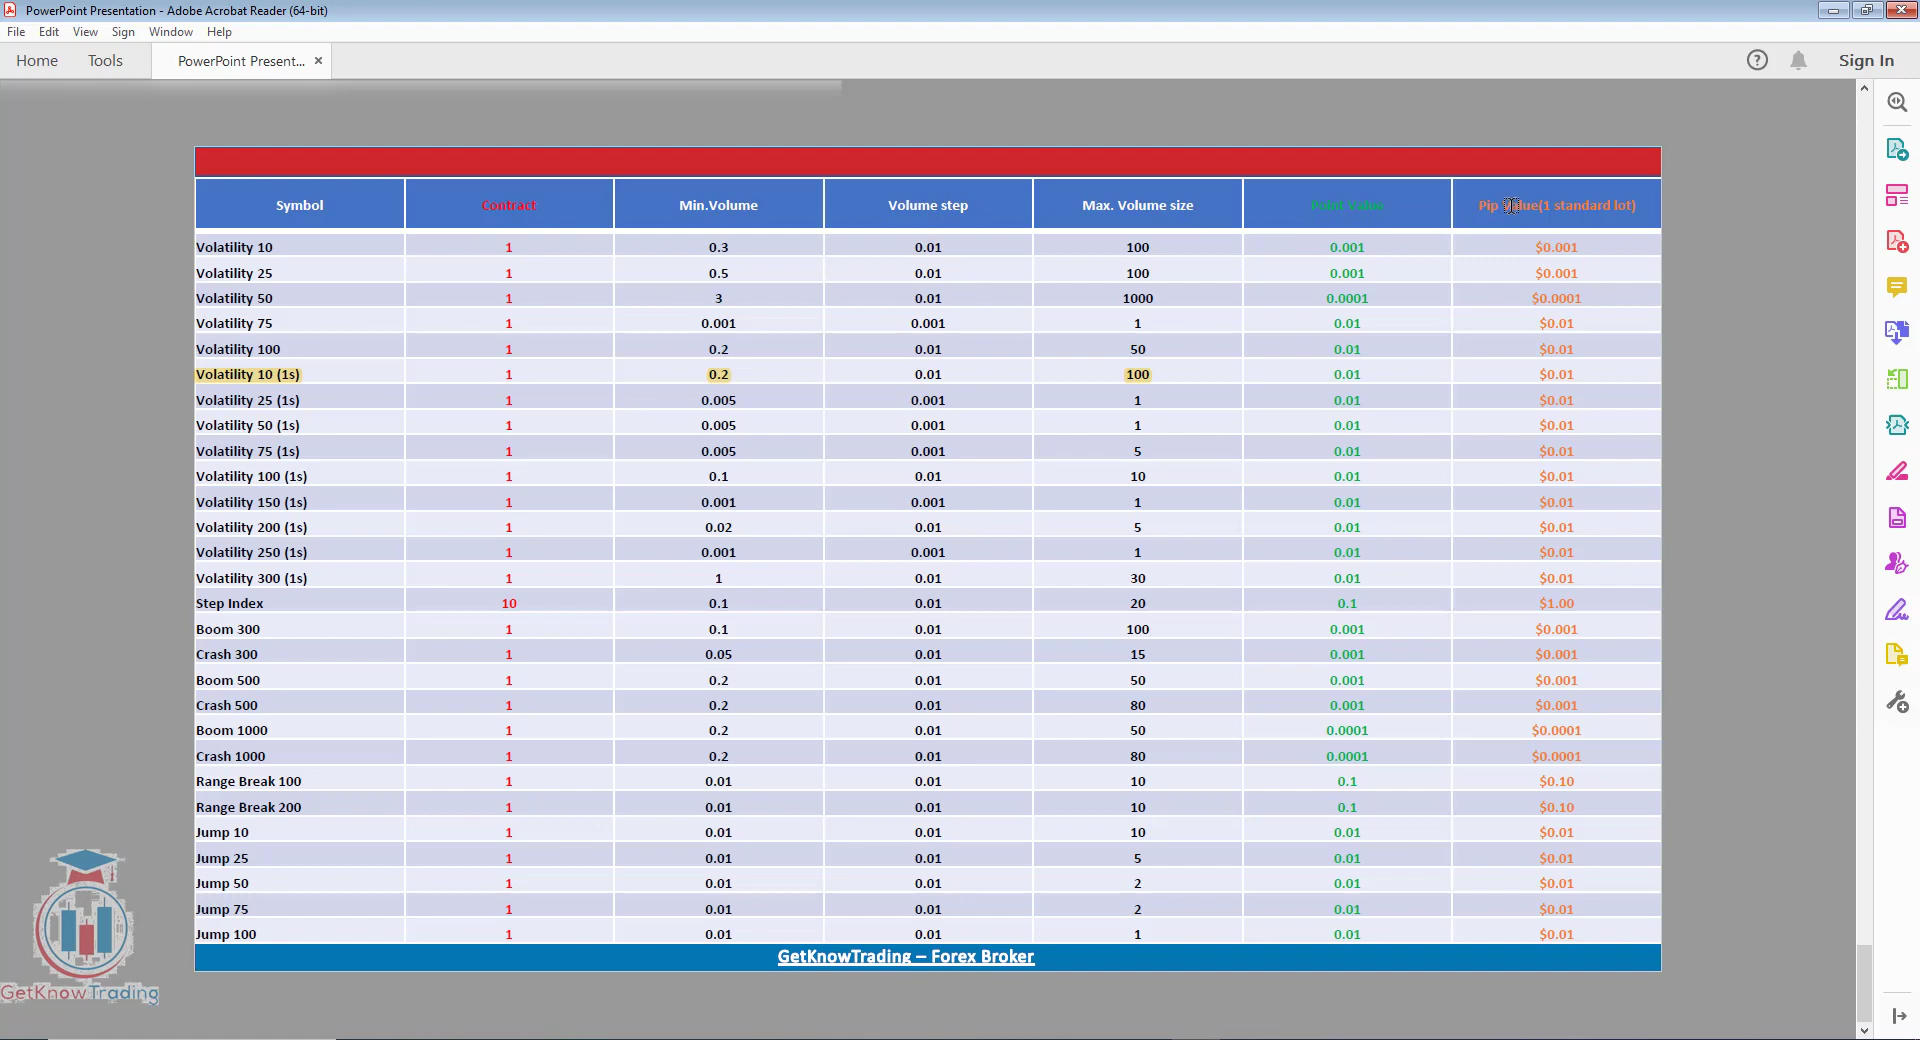 PowerPoint Presentation - Adobe Acrobat Reader (64-bit)
File Edit View Sign Window Help
Home Tools PowerPoint Present... × Sign In
Symbol Contract Min.Volume Volume step Max. Volume size Point Value Pip Value(1 standard lot)
Volatility 10 1 0.3 0.01 100 0.001 $0.001
Volatility 25 1 0.5 0.01 100 0.001 $0.001
Volatility 50 1 3 0.01 1000 0.0001 $0.0001
Volatility 75 1 0.001 0.001 1 0.01 $0.01
Volatility 100 1 0.2 0.01 50 0.01 $0.01
Volatility 10 (1s) 1 0.2 0.01 100 0.01 $0.01
Volatility 25 (1s) 1 0.005 0.001 1 0.01 $0.01
Volatility 50 (1s) 1 0.005 0.001 1 0.01 $0.01
Volatility 75 (1s) 1 0.005 0.001 5 0.01 $0.01
Volatility 100 (1s) 1 0.1 0.01 10 0.01 $0.01
Volatility 150 (1s) 1 0.001 0.001 1 0.01 $0.01
Volatility 200 (1s) 1 0.02 0.01 5 0.01 $0.01
Volatility 250 (1s) 1 0.001 0.001 1 0.01 $0.01
Volatility 300 (1s) 1 1 0.01 30 0.01 $0.01
Step Index 10 0.1 0.01 20 0.1 $1.00
Boom 300 1 0.1 0.01 100 0.001 $0.001
Crash 300 1 0.05 0.01 15 0.001 $0.001
Boom 500 1 0.2 0.01 50 0.001 $0.001
Crash 500 1 0.2 0.01 80 0.001 $0.001
Boom 1000 1 0.2 0.01 50 0.0001 $0.0001
Crash 1000 1 0.2 0.01 80 0.0001 $0.0001
Range Break 100 1 0.01 0.01 10 0.1 $0.10
Range Break 200 1 0.01 0.01 10 0.1 $0.10
Jump 10 1 0.01 0.01 10 0.01 $0.01
Jump 25 1 0.01 0.01 5 0.01 $0.01
Jump 50 1 0.01 0.01 2 0.01 $0.01
Jump 75 1 0.01 0.01 2 0.01 $0.01
Jump 100 1 0.01 0.01 1 0.01 $0.01
GetKnowTrading – Forex Broker
GetKnowTrading